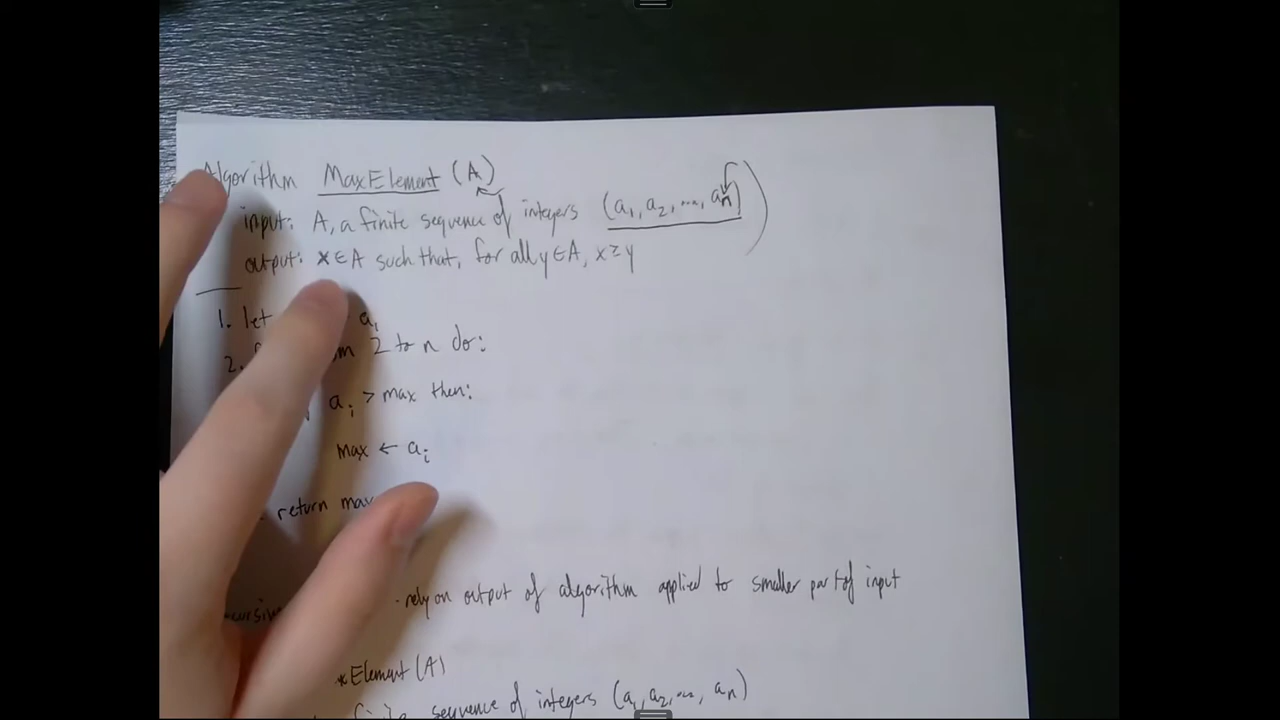 Algorithm MaxElement (A)
input: A, a finite sequence of integers (a₁, a₂, ..., aₙ)
output: x ∈ A such that, for all y ∈ A, x ≥ y
1. let a₁
2. 2 to n do:
aᵢ > max then:
max ← aᵢ
return max
rely on output of algorithm applied to smaller part of input
Element (A)
sequence of integers (a₁, a₂, ..., aₙ)